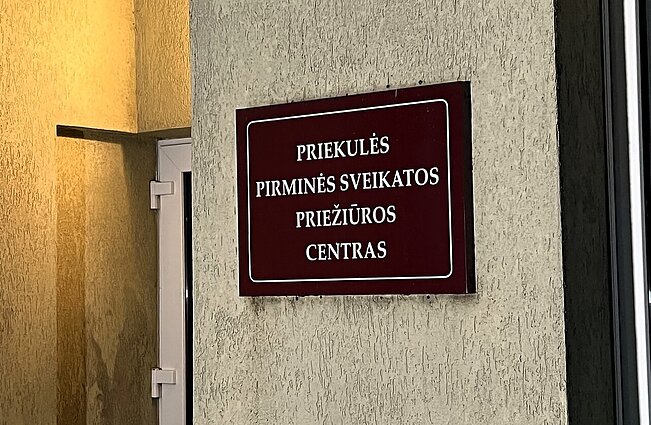 PRIEKULĖS
PIRMINĖS SVEIKATOS
PRIEŽIŪROS
CENTRAS